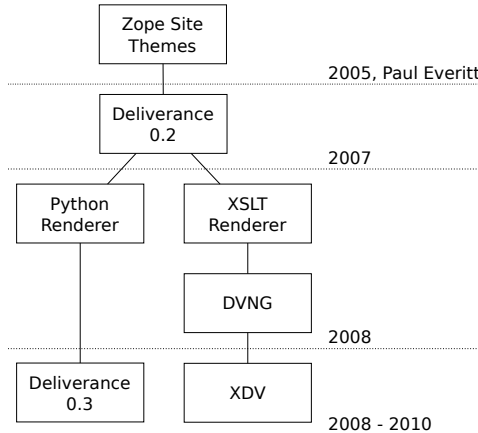 Zope Site
Themes
2005, Paul Everitt
Deliverance
0.2
2007
Python
Renderer
XSLT
Renderer
DVNG
2008
Deliverance
0.3
XDV
2008 - 2010